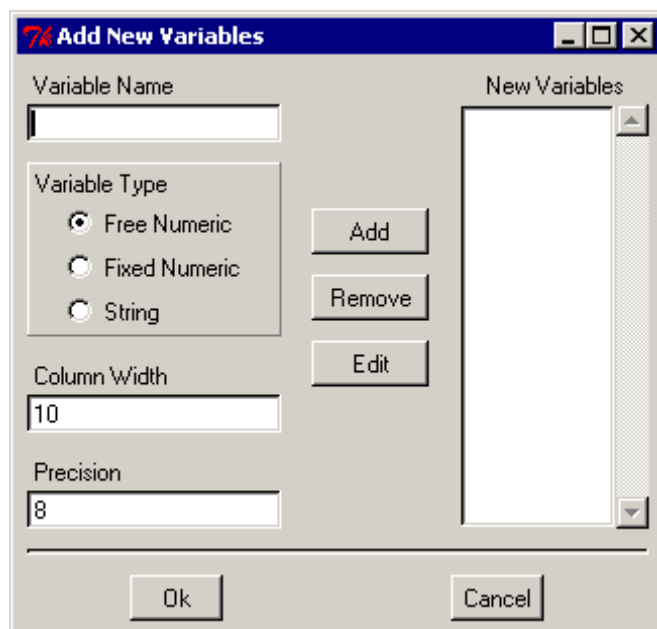 Add New Variables
Variable Name
New Variables
Variable Type
Free Numeric
Fixed Numeric
String
Add
Remove
Edit
Column Width
10
Precision
8
Ok
Cancel